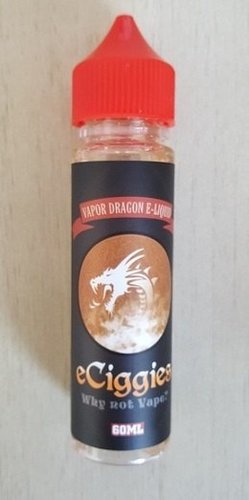 VAPOR DRAGON E-LIQUID
eCiggies
Why not Vape?
60ML